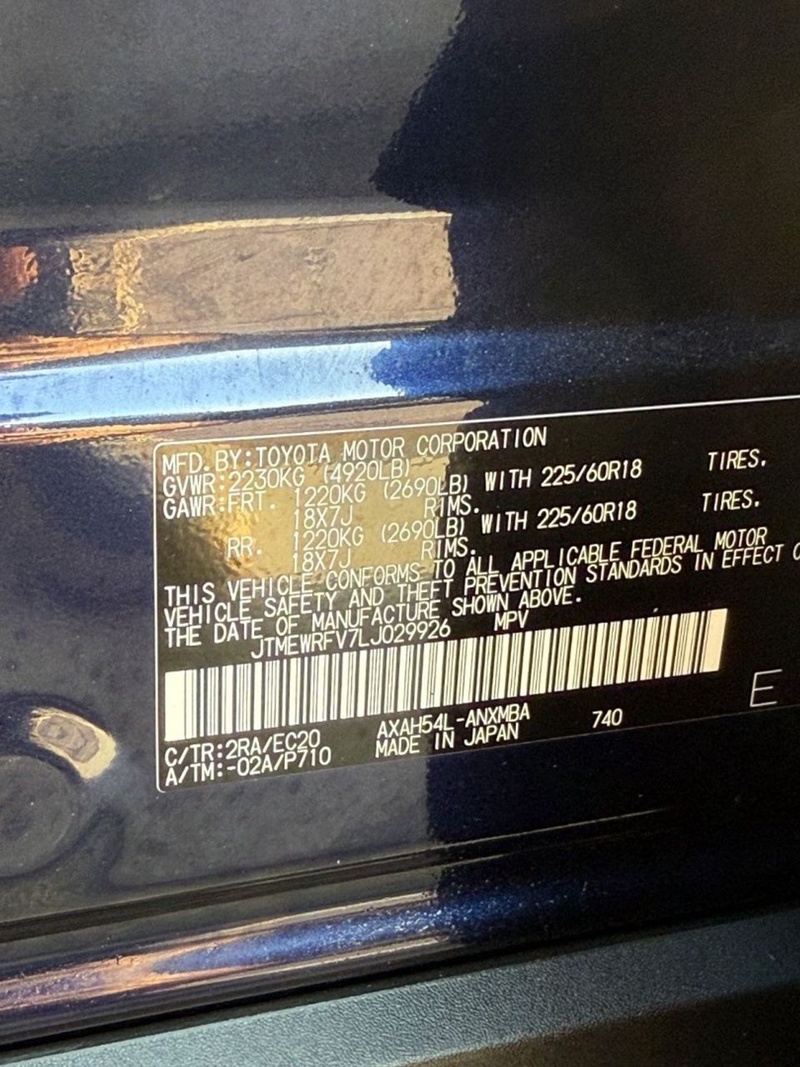 MFD.BY:TOYOTA MOTOR CORPORATION
GVWR:2230KG (4920LB)
GAWR:FRT. 1220KG (2690LB) WITH 225/60R18 TIRES.
18X7J RIMS.
RR. 1220KG (2690LB) WITH 225/60R18 TIRES.
18X7J RIMS.
THIS VEHICLE CONFORMS TO ALL APPLICABLE FEDERAL MOTOR
VEHICLE SAFETY AND THEFT PREVENTION STANDARDS IN EFFECT O
THE DATE OF MANUFACTURE SHOWN ABOVE.
JTMEWRFV7LJ029926 MPV
E
C/TR:2RA/EC20 AXAH54L-ANXMBA 740
A/TM:-02A/P710 MADE IN JAPAN